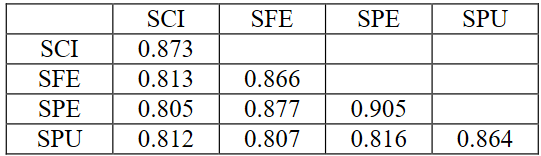 SCI SFE SPE SPU
SCI 0.873
SFE 0.813 0.866
SPE 0.805 0.877 0.905
SPU 0.812 0.807 0.816 0.864